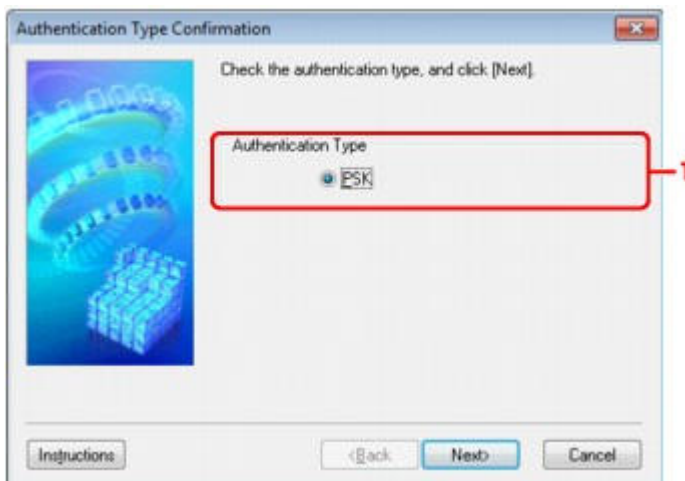 Authentication Type Confirmation
Check the authentication type, and click [Next].
Authentication Type
PSK
1
Instructions
<Back
Next>
Cancel